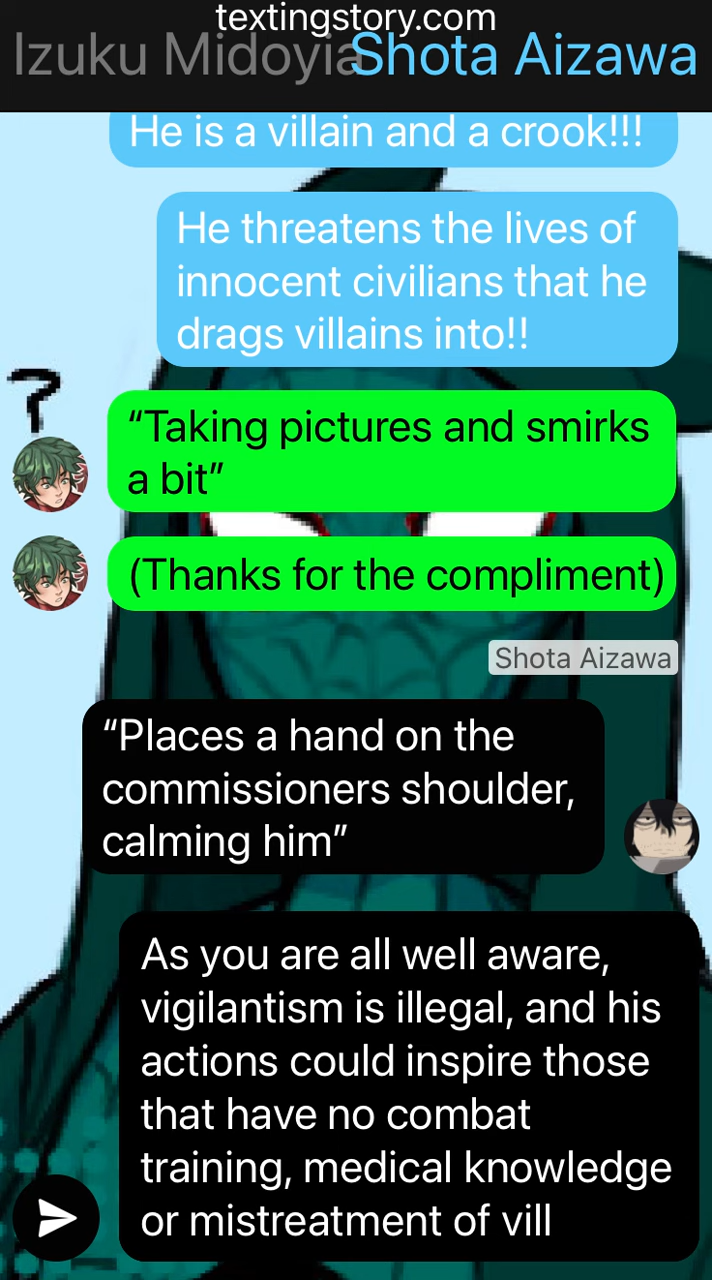 textingstory.com
Izuku Midoyia Shota Aizawa
He is a villain and a crook!!!
He threatens the lives of
innocent civilians that he
drags villains into!!
?
“Taking pictures and smirks
a bit”
(Thanks for the compliment)
Shota Aizawa
“Places a hand on the
commissioners shoulder,
calming him”
As you are all well aware,
vigilantism is illegal, and his
actions could inspire those
that have no combat
training, medical knowledge
or mistreatment of vill